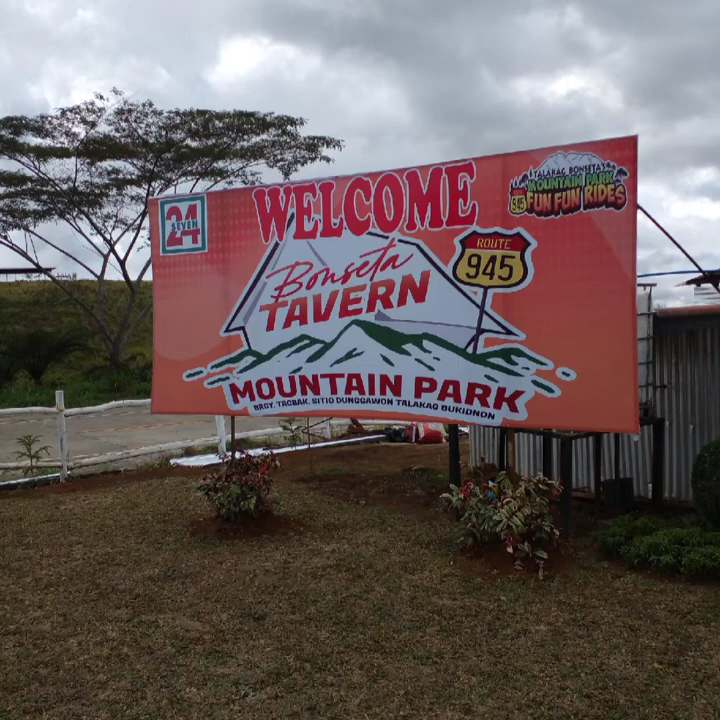 24
SEVEN
WELCOME
TALAKAG BONSETA'S
MOUNTAIN PARK
945 FUN FUN RIDES
ROUTE
945
Bonseta
TAVERN
MOUNTAIN PARK
BRGY. TAGBAK. SITIO DUNGGAWON TALAKAG BUKIDNON